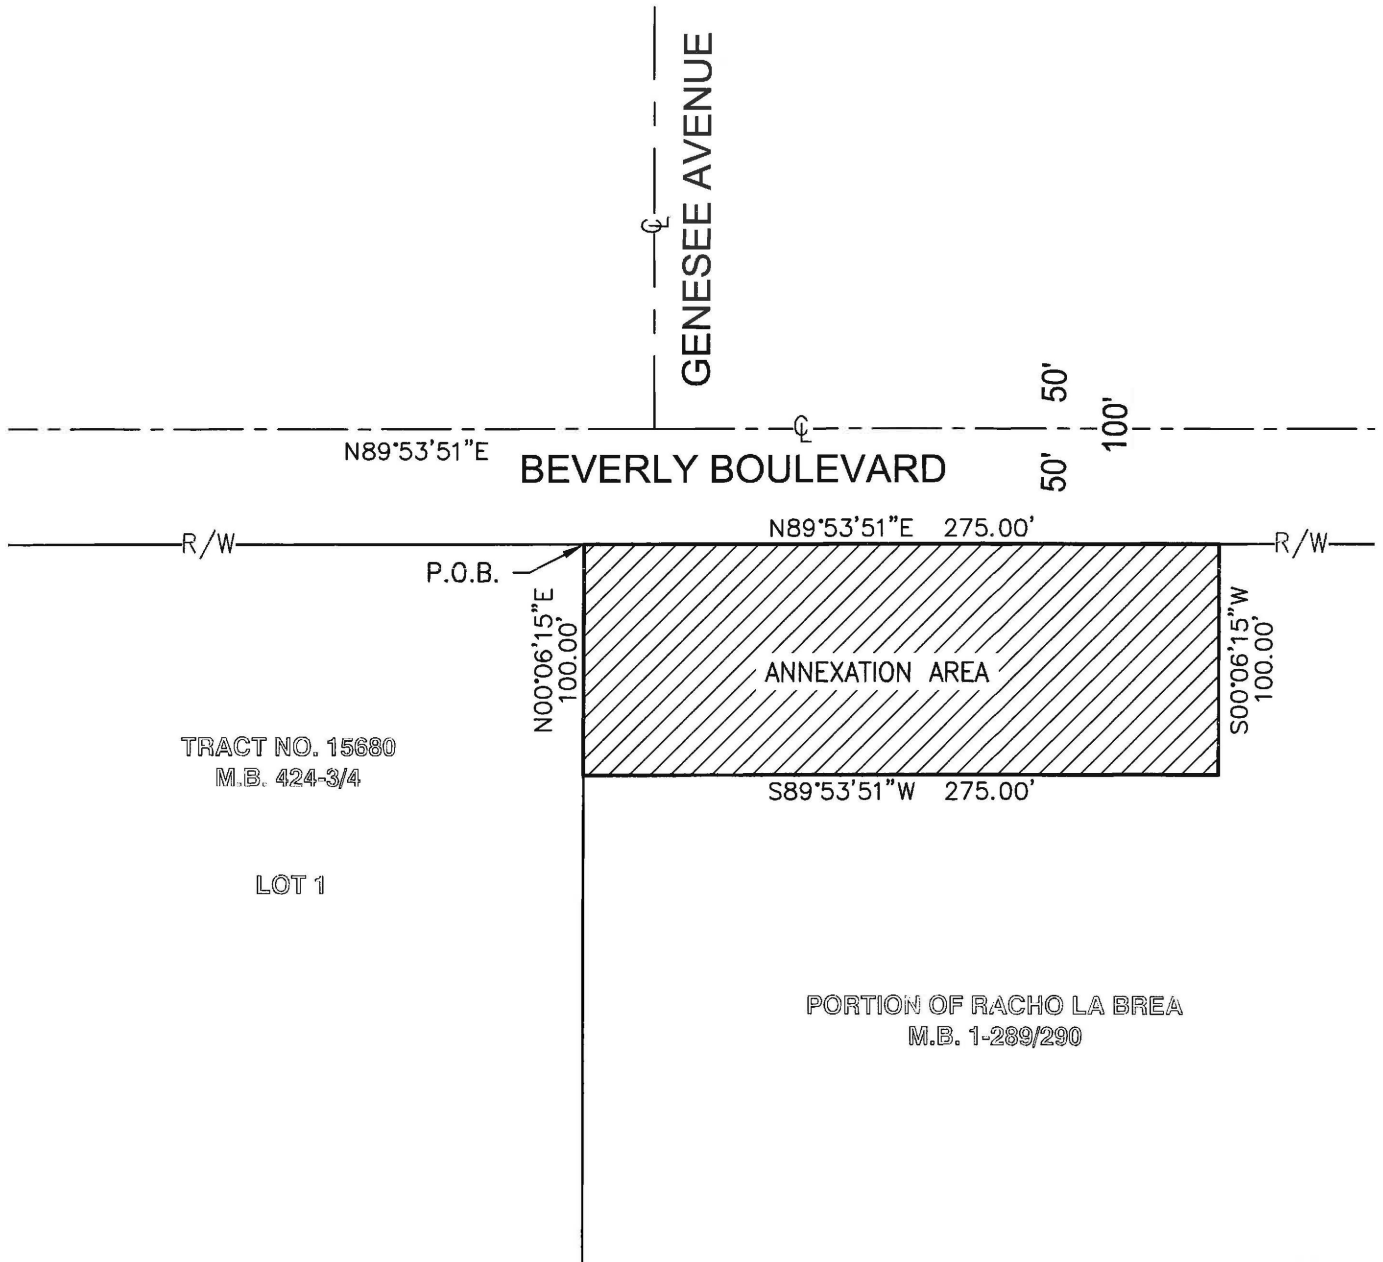 GENESEE AVENUE
℄
50'
100'
℄
N89°53'51"E
BEVERLY BOULEVARD
50'
N89°53'51"E 275.00'
R/W
R/W
P.O.B.
N00°06'15"E
100.00'
S00°06'15"W
100.00'
ANNEXATION AREA
TRACT NO. 15680
M.B. 424-3/4
S89°53'51"W 275.00'
LOT 1
PORTION OF RACHO LA BREA
M.B. 1-289/290